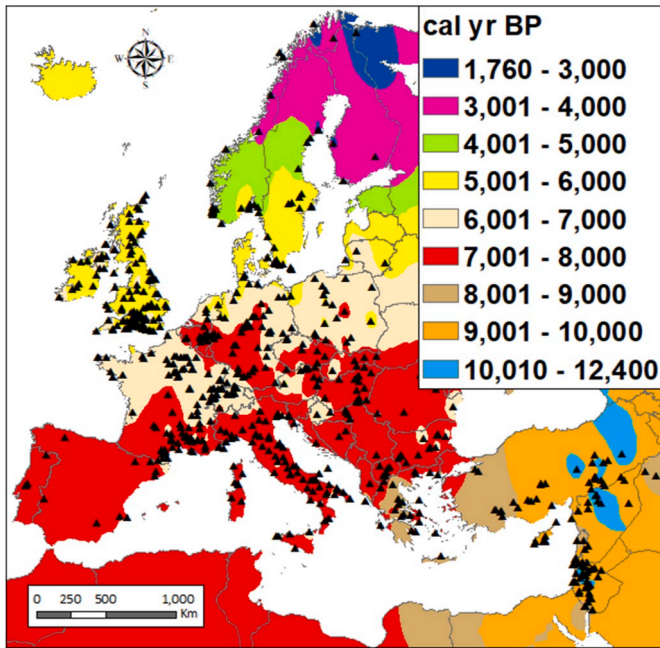 cal yr BP
1,760 - 3,000
3,001 - 4,000
4,001 - 5,000
5,001 - 6,000
6,001 - 7,000
7,001 - 8,000
8,001 - 9,000
9,001 - 10,000
10,010 - 12,400
N
W E
S
0 250 500 1,000
Km